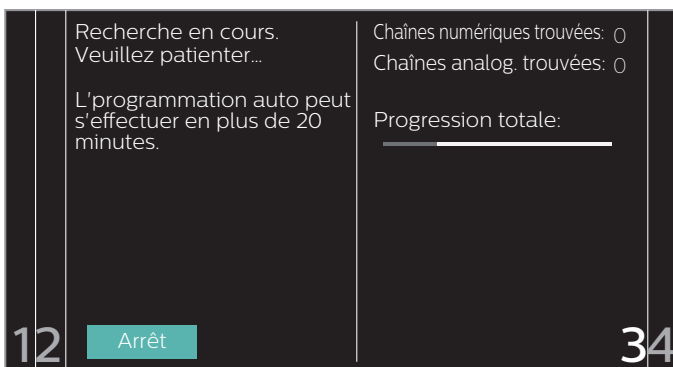 Recherche en cours.
Veuillez patienter...
L'programmation auto peut
s'effectuer en plus de 20
minutes.
Arrêt
Chaînes numériques trouvées: 0
Chaînes analog. trouvées: 0
Progression totale:
12
34